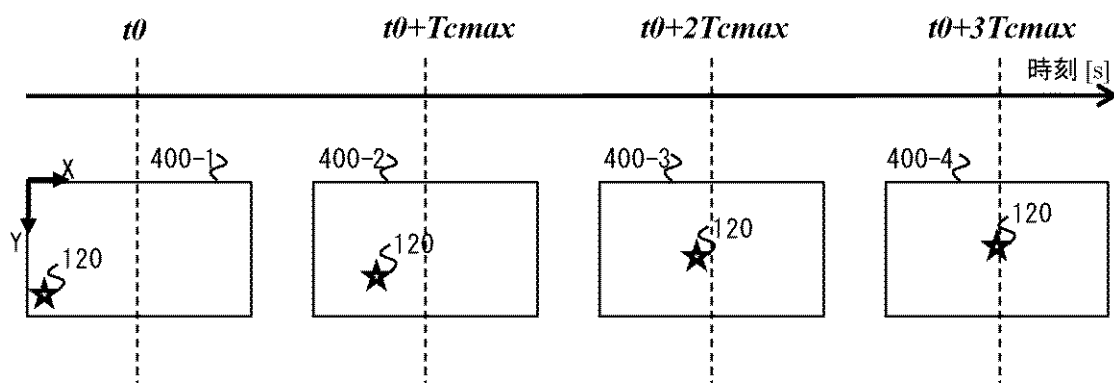 t0 t0+Tcmax t0+2Tcmax t0+3Tcmax
時刻 [s]
400-1 400-2 400-3 400-4
X
Y
120 120 120 120